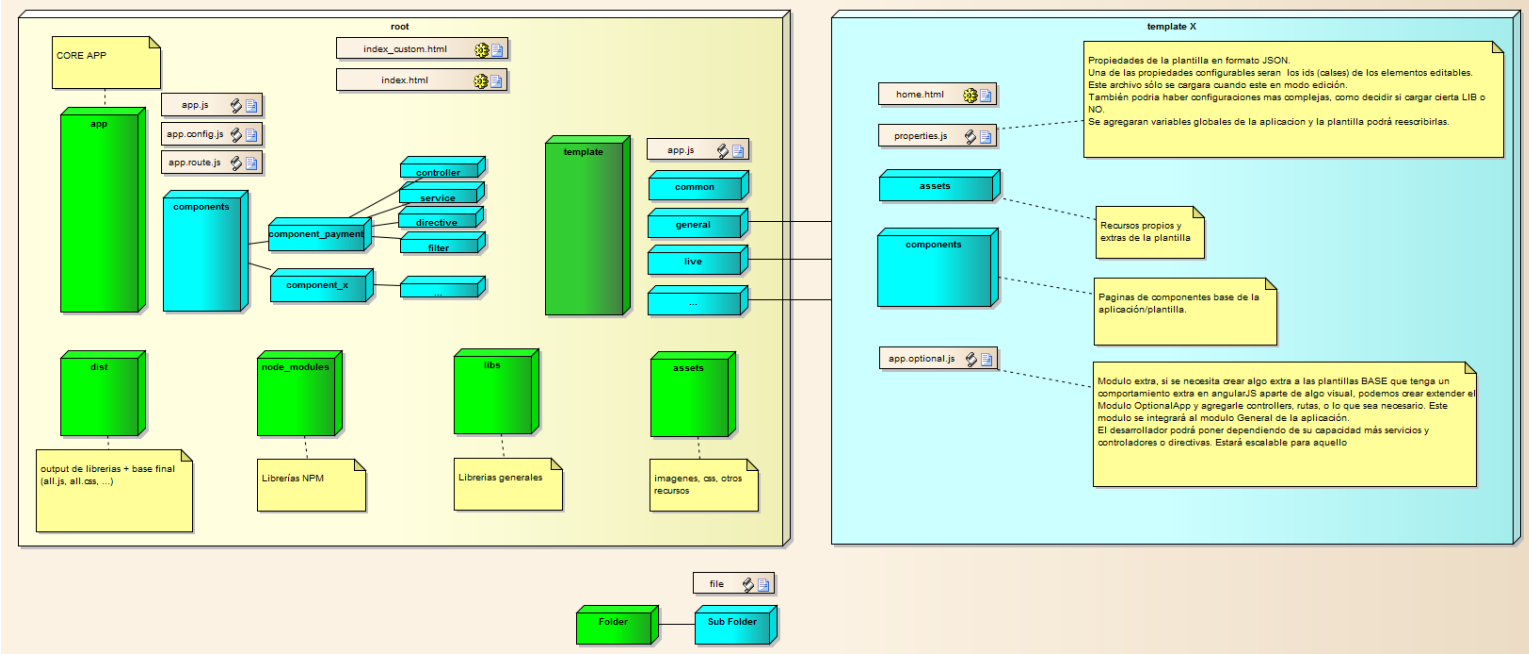 root
index_custom.html
index.html
CORE APP
app
app.js
app.config.js
app.route.js
components
component_payment
component_x
controller
service
directive
filter
...
template
app.js
common
general
live
...
dist
node_modules
libs
assets
output de librerias + base final
(all.js, all.css, ...)
Librerías NPM
Librerias generales
imagenes, css, otros
recursos
template X
home.html
properties.js
Propiedades de la plantilla en formato JSON.
Una de las propiedades configurables seran los ids (calses) de los elementos editables.
Este archivo sólo se cargara cuando este en modo edición.
También podria haber configuraciones mas complejas, como decidir si cargar cierta LIB o
NO.
Se agregaran variables globales de la aplicacion y la plantilla podrá reescribirlas.
assets
Recursos propios y
extras de la plantilla
components
Paginas de componentes base de la
aplicación/plantilla.
app.optional.js
Modulo extra, si se necesita crear algo extra a las plantillas BASE que tenga un
comportamiento extra en angularJS aparte de algo visual, podemos crear extender el
Modulo OptionalApp y agregarle controllers, rutas, o lo que sea necesario. Este
modulo se integrará al modulo General de la aplicación.
El desarrollador podrá poner dependiendo de su capacidad más servicios y
controladores o directivas. Estará escalable para aquello
file
Folder
Sub Folder